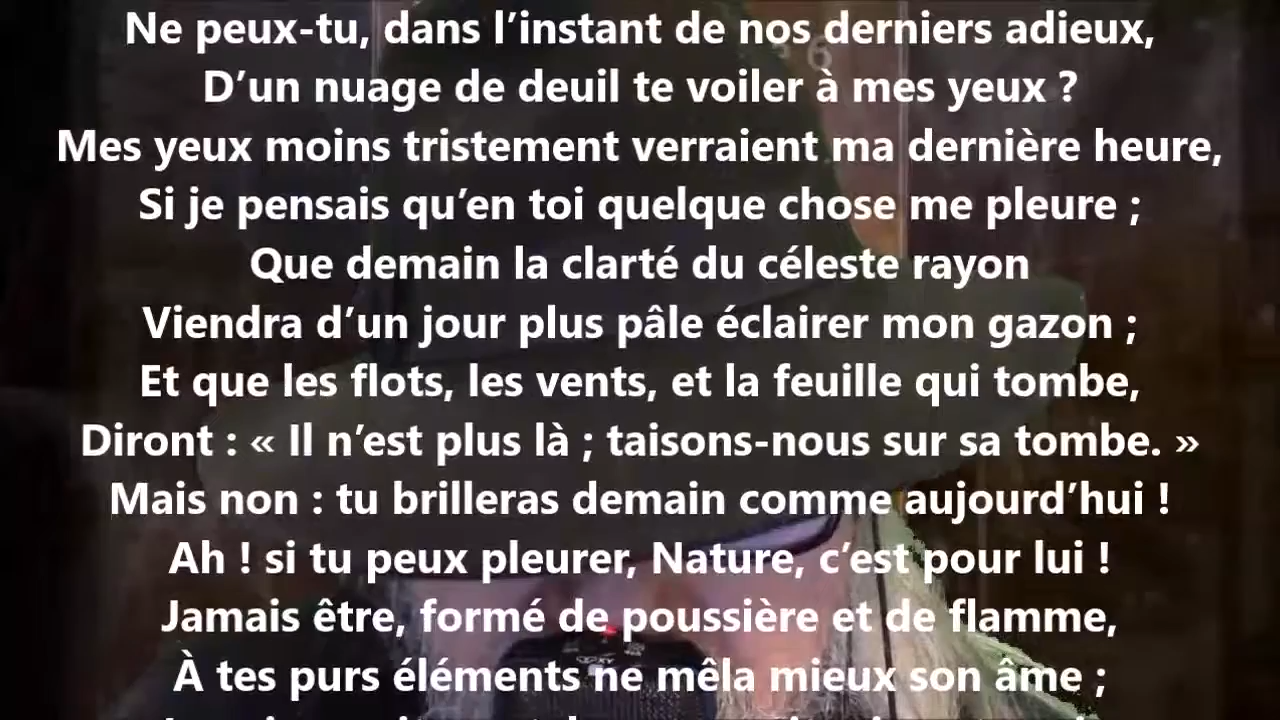 Ne peux-tu, dans l’instant de nos derniers adieux,
D’un nuage de deuil te voiler à mes yeux ?
Mes yeux moins tristement verraient ma dernière heure,
Si je pensais qu’en toi quelque chose me pleure ;
Que demain la clarté du céleste rayon
Viendra d’un jour plus pâle éclairer mon gazon ;
Et que les flots, les vents, et la feuille qui tombe,
Diront : « Il n’est plus là ; taisons-nous sur sa tombe. »
Mais non : tu brilleras demain comme aujourd’hui !
Ah ! si tu peux pleurer, Nature, c’est pour lui !
Jamais être, formé de poussière et de flamme,
À tes purs éléments ne mêla mieux son âme ;